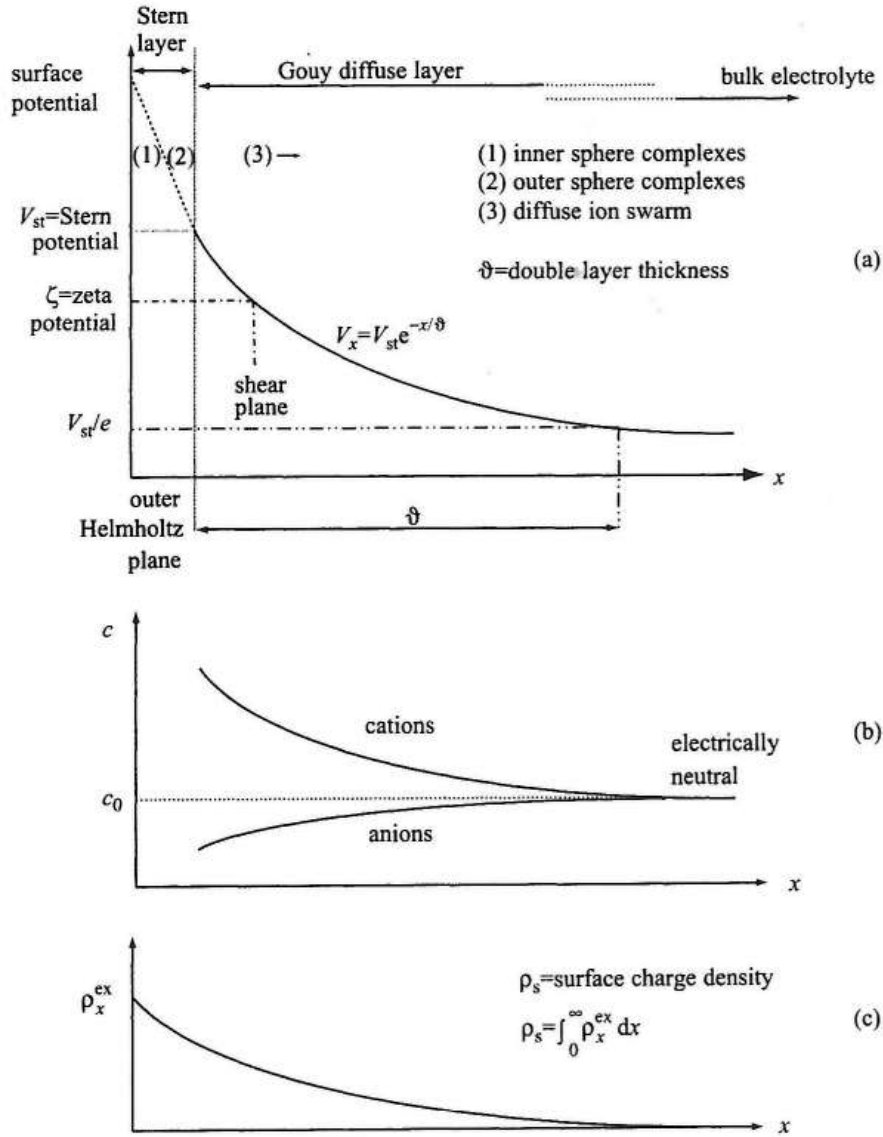 Stern
layer
surface
potential
Gouy diffuse layer
bulk electrolyte
(1) (2) (3)
(1) inner sphere complexes
(2) outer sphere complexes
(3) diffuse ion swarm
V_st=Stern
potential
ϑ=double layer thickness
(a)
ζ=zeta
potential
V_x=V_st e^{-x/ϑ}
shear
plane
V_st/e
x
outer
Helmholtz
plane
ϑ
c
cations
electrically
neutral
(b)
c_0
anions
x
ρ_x^{ex}
ρ_s=surface charge density
ρ_s=∫_0^∞ ρ_x^{ex} dx
(c)
x